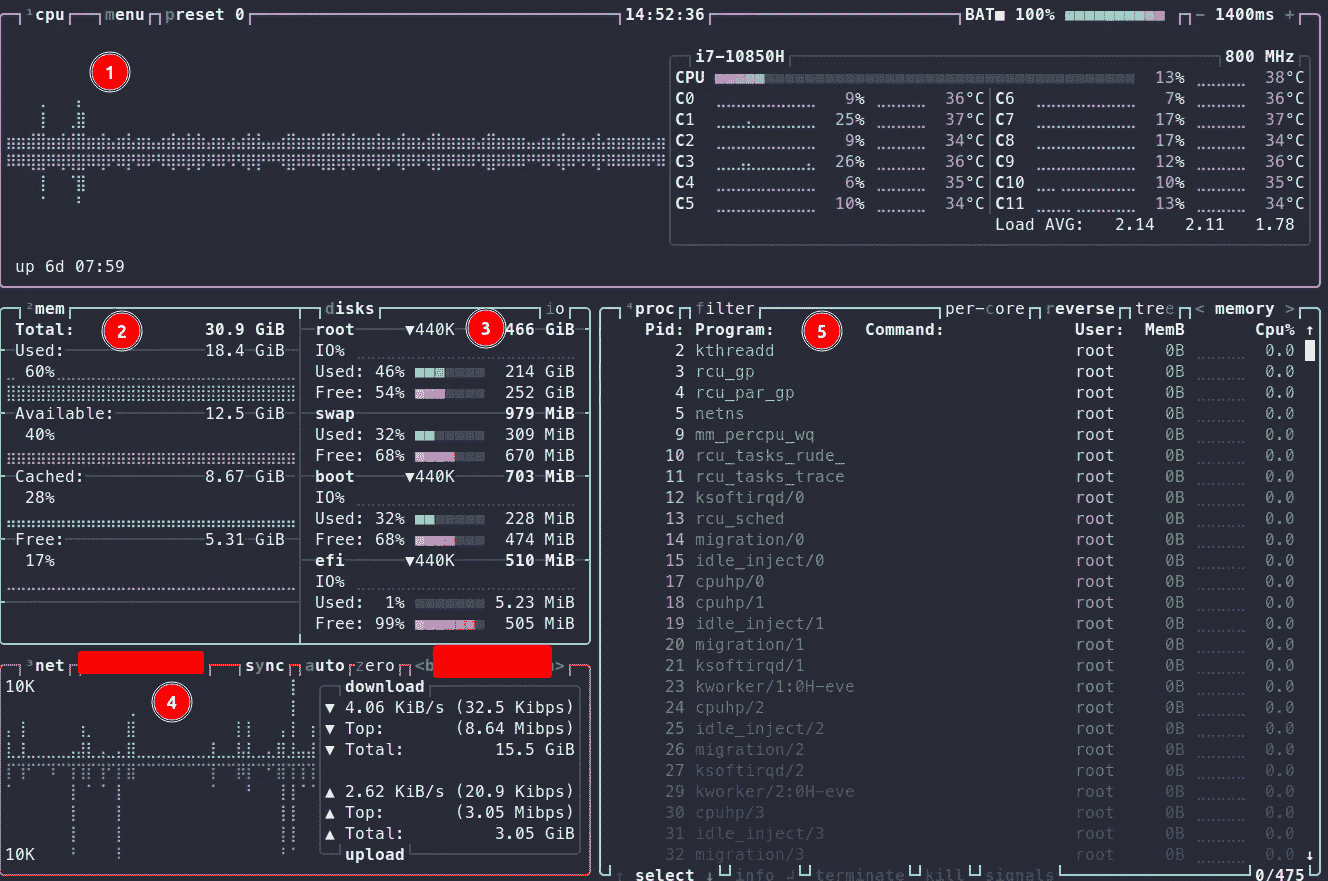 ¹cpu menu preset 0 14:52:36 BAT■ 100% - 1400ms +
1
i7-10850H 800 MHz
CPU 13% 38°C
C0 9% 36°C C6 7% 36°C
C1 25% 37°C C7 17% 37°C
C2 9% 34°C C8 17% 34°C
C3 26% 36°C C9 12% 36°C
C4 6% 35°C C10 10% 35°C
C5 10% 34°C C11 13% 34°C
Load AVG: 2.14 2.11 1.78
up 6d 07:59
²mem
Total: 2 30.9 GiB
Used: 18.4 GiB
60%
Available: 12.5 GiB
40%
Cached: 8.67 GiB
28%
Free: 5.31 GiB
17%
disks io
root ▼440K 3 466 GiB
IO%
Used: 46% 214 GiB
Free: 54% 252 GiB
swap 979 MiB
Used: 32% 309 MiB
Free: 68% 670 MiB
boot ▼440K 703 MiB
IO%
Used: 32% 228 MiB
Free: 68% 474 MiB
efi ▼440K 510 MiB
IO%
Used: 1% 5.23 MiB
Free: 99% 505 MiB
³net sync auto zero <b >
10K
4
download
▼ 4.06 KiB/s (32.5 Kibps)
▼ Top: (8.64 Mibps)
▼ Total: 15.5 GiB
▲ 2.62 KiB/s (20.9 Kibps)
▲ Top: (3.05 Mibps)
▲ Total: 3.05 GiB
upload
10K
⁴proc filter per-core reverse tree < memory >
Pid: Program: 5 Command: User: MemB Cpu% ↑
2 kthreadd root 0B 0.0
3 rcu_gp root 0B 0.0
4 rcu_par_gp root 0B 0.0
5 netns root 0B 0.0
9 mm_percpu_wq root 0B 0.0
10 rcu_tasks_rude_ root 0B 0.0
11 rcu_tasks_trace root 0B 0.0
12 ksoftirqd/0 root 0B 0.0
13 rcu_sched root 0B 0.0
14 migration/0 root 0B 0.0
15 idle_inject/0 root 0B 0.0
17 cpuhp/0 root 0B 0.0
18 cpuhp/1 root 0B 0.0
19 idle_inject/1 root 0B 0.0
20 migration/1 root 0B 0.0
21 ksoftirqd/1 root 0B 0.0
23 kworker/1:0H-eve root 0B 0.0
24 cpuhp/2 root 0B 0.0
25 idle_inject/2 root 0B 0.0
26 migration/2 root 0B 0.0
27 ksoftirqd/2 root 0B 0.0
29 kworker/2:0H-eve root 0B 0.0
30 cpuhp/3 root 0B 0.0
31 idle_inject/3 root 0B 0.0
32 migration/3 root 0B 0.0 ↓
↑ select ↓ info ↲ terminate kill signals 0/475